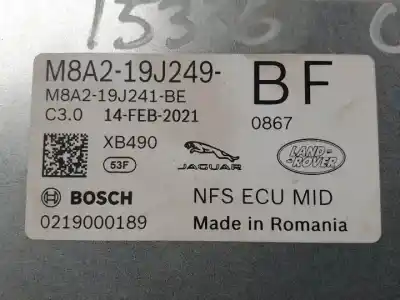 M8A2-19J249-
BF
M8A2-19J241-BE
C3.0 14-FEB-2021
0867
XB490
53F
JAGUAR
LAND-
ROVER
BOSCH
NFS ECU MID
0219000189
Made in Romania